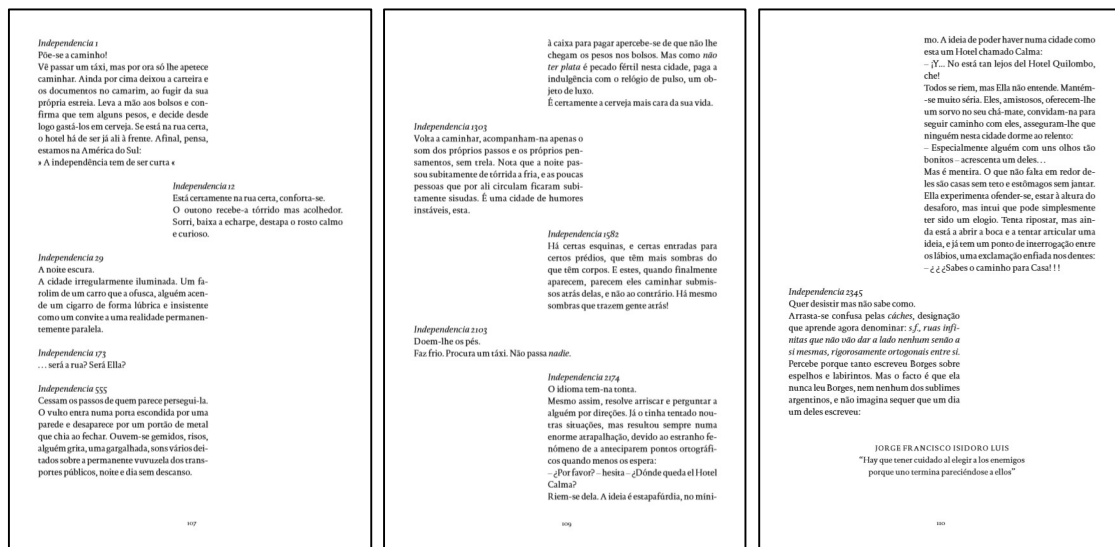 Independencia 1
Põe-se a caminho!
Vê passar um táxi, mas por ora só lhe apetece
caminhar. Ainda por cima deixou a carteira e
os documentos no camarim, ao fugir da sua
própria estreia. Leva a mão aos bolsos e con-
firma que tem alguns pesos, e decide desde
logo gastá-los em cerveja. Se está na rua certa,
o hotel há de ser já ali à frente. Afinal, pensa,
estamos na América do Sul:
» A independência tem de ser curta «
Independencia 12
Está certamente na rua certa, conforta-se.
O outono recebe-a tórrido mas acolhedor.
Sorri, baixa a echarpe, destapa o rosto calmo
e curioso.
Independencia 29
A noite escura.
A cidade irregularmente iluminada. Um fa-
rolim de um carro que a ofusca, alguém acen-
de um cigarro de forma lúbrica e insistente
como um convite a uma realidade permanen-
temente paralela.
Independencia 173
… será a rua? Será Ella?
Independencia 555
Cessam os passos de quem parece persegui-la.
O vulto entra numa porta escondida por uma
parede e desaparece por um portão de metal
que chia ao fechar. Ouvem-se gemidos, risos,
alguém grita, uma gargalhada, sons vários dei-
tados sobre a permanente vuvuzela dos trans-
portes públicos, noite e dia sem descanso.
107
à caixa para pagar apercebe-se de que não lhe
chegam os pesos nos bolsos. Mas como não
ter plata é pecado fértil nesta cidade, paga a
indulgência com o relógio de pulso, um ob-
jeto de luxo.
É certamente a cerveja mais cara da sua vida.
Independencia 1303
Volta a caminhar, acompanham-na apenas o
som dos próprios passos e os próprios pen-
samentos, sem trela. Nota que a noite pas-
sou subitamente de tórrida a fria, e as poucas
pessoas que por ali circulam ficaram subi-
tamente sisudas. É uma cidade de humores
instáveis, esta.
Independencia 1582
Há certas esquinas, e certas entradas para
certos prédios, que têm mais sombras do
que têm corpos. E estes, quando finalmente
aparecem, parecem eles caminhar submis-
sos atrás delas, e não ao contrário. Há mesmo
sombras que trazem gente atrás!
Independencia 2103
Doem-lhe os pés.
Faz frio. Procura um táxi. Não passa nadie.
Independencia 2174
O idioma tem-na tonta.
Mesmo assim, resolve arriscar e perguntar a
alguém por direções. Já o tinha tentado nou-
tras situações, mas resultou sempre numa
enorme atrapalhação, devido ao estranho fe-
nómeno de a anteciparem pontos ortográfi-
cos quando menos os espera:
– ¿Por favor? – hesita – ¿Dónde queda el Hotel
Calma?
Riem-se dela. A ideia é estapafúrdia, no míni-
109
mo. A ideia de poder haver numa cidade como
esta um Hotel chamado Calma:
– ¡Y... No está tan lejos del Hotel Quilombo,
che!
Todos se riem, mas Ella não entende. Mantém-
-se muito séria. Eles, amistosos, oferecem-lhe
um sorvo no seu chá-mate, convidam-na para
seguir caminho com eles, asseguram-lhe que
ninguém nesta cidade dorme ao relento:
– Especialmente alguém com uns olhos tão
bonitos – acrescenta um deles…
Mas é mentira. O que não falta em redor de-
les são casas sem teto e estômagos sem jantar.
Ella experimenta ofender-se, estar à altura do
desaforo, mas intui que pode simplesmente
ter sido um elogio. Tenta ripostar, mas ain-
da está a abrir a boca e a tentar articular uma
ideia, e já tem um ponto de interrogação entre
os lábios, uma exclamação enfiada nos dentes:
– ¿¿¿Sabes o caminho para Casa!!!
Independencia 2345
Quer desistir mas não sabe como.
Arrasta-se confusa pelas cáches, designação
que aprende agora denominar: s.f., ruas infi-
nitas que não vão dar a lado nenhum senão a
si mesmas, rigorosamente ortogonais entre si.
Percebe porque tanto escreveu Borges sobre
espelhos e labirintos. Mas o facto é que ela
nunca leu Borges, nem nenhum dos sublimes
argentinos, e não imagina sequer que um dia
um deles escreveu:
JORGE FRANCISCO ISIDORO LUIS
“Hay que tener cuidado al elegir a los enemigos
porque uno termina pareciéndose a ellos”
110